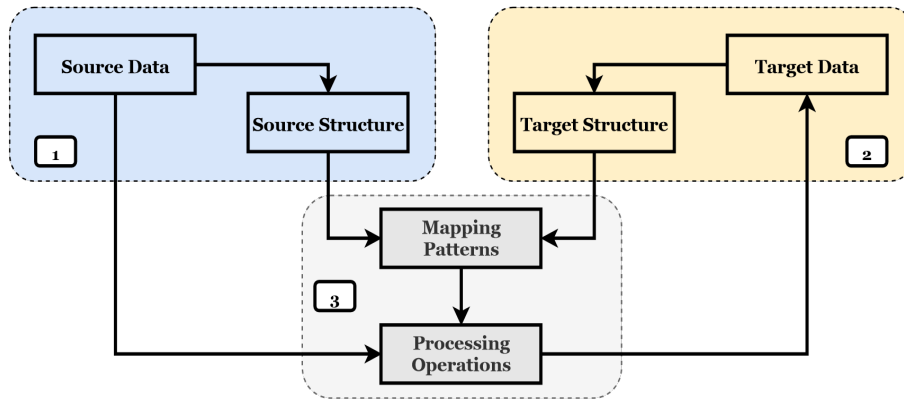 Source Data
Source Structure
1
Target Data
Target Structure
2
Mapping
Patterns
3
Processing
Operations